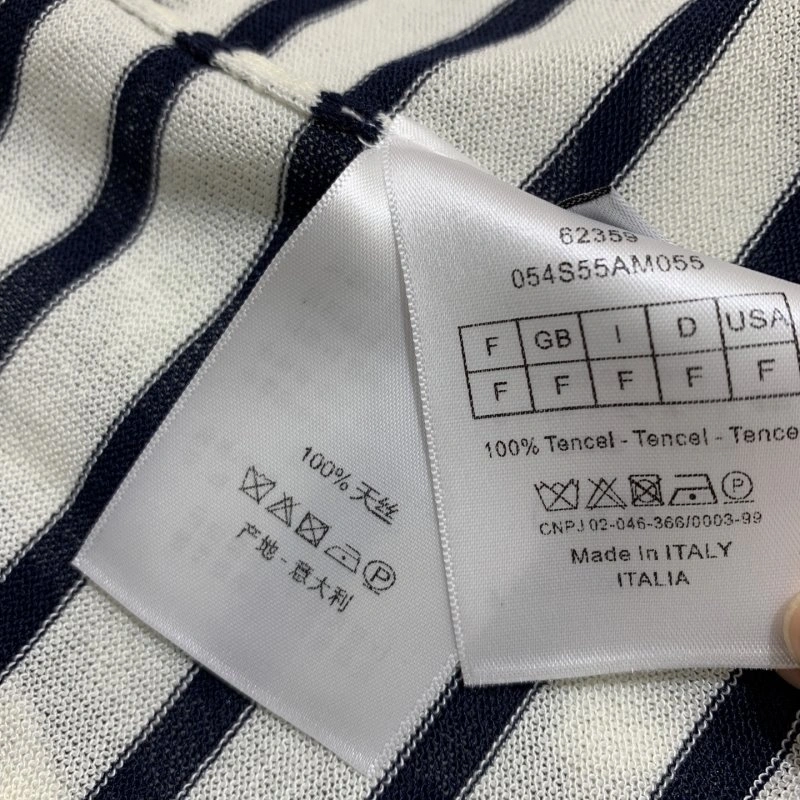 62359
054S55AM055
F GB I D USA
F F F F F
100% Tencel - Tencel - Tence
CNPJ 02-046-366/0003-99
Made in ITALY
ITALIA
100% 天丝
P
产地 - 意大利